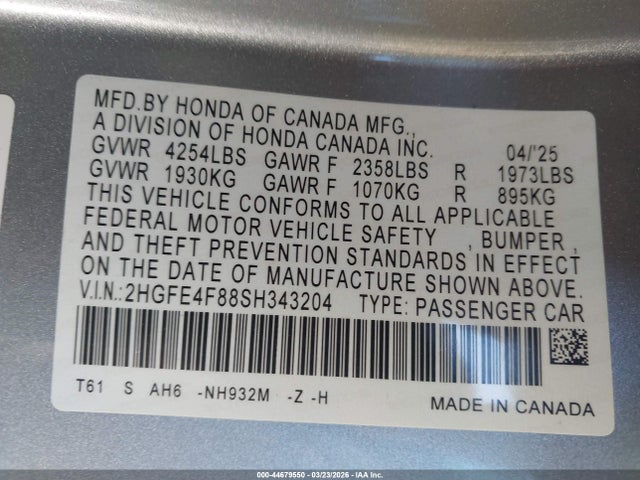 MFD.BY HONDA OF CANADA MFG.,
A DIVISION OF HONDA CANADA INC. 04/'25
GVWR 4254LBS GAWR F 2358LBS R 1973LBS
GVWR 1930KG GAWR F 1070KG R 895KG
THIS VEHICLE CONFORMS TO ALL APPLICABLE
FEDERAL MOTOR VEHICLE SAFETY , BUMPER ,
AND THEFT PREVENTION STANDARDS IN EFFECT
ON THE DATE OF MANUFACTURE SHOWN ABOVE.
V.I.N.:2HGFE4F88SH343204 TYPE: PASSENGER CAR
T61 S AH6 -NH932M -Z -H
MADE IN CANADA
000-44679550 - 03/23/2026 - IAA Inc.